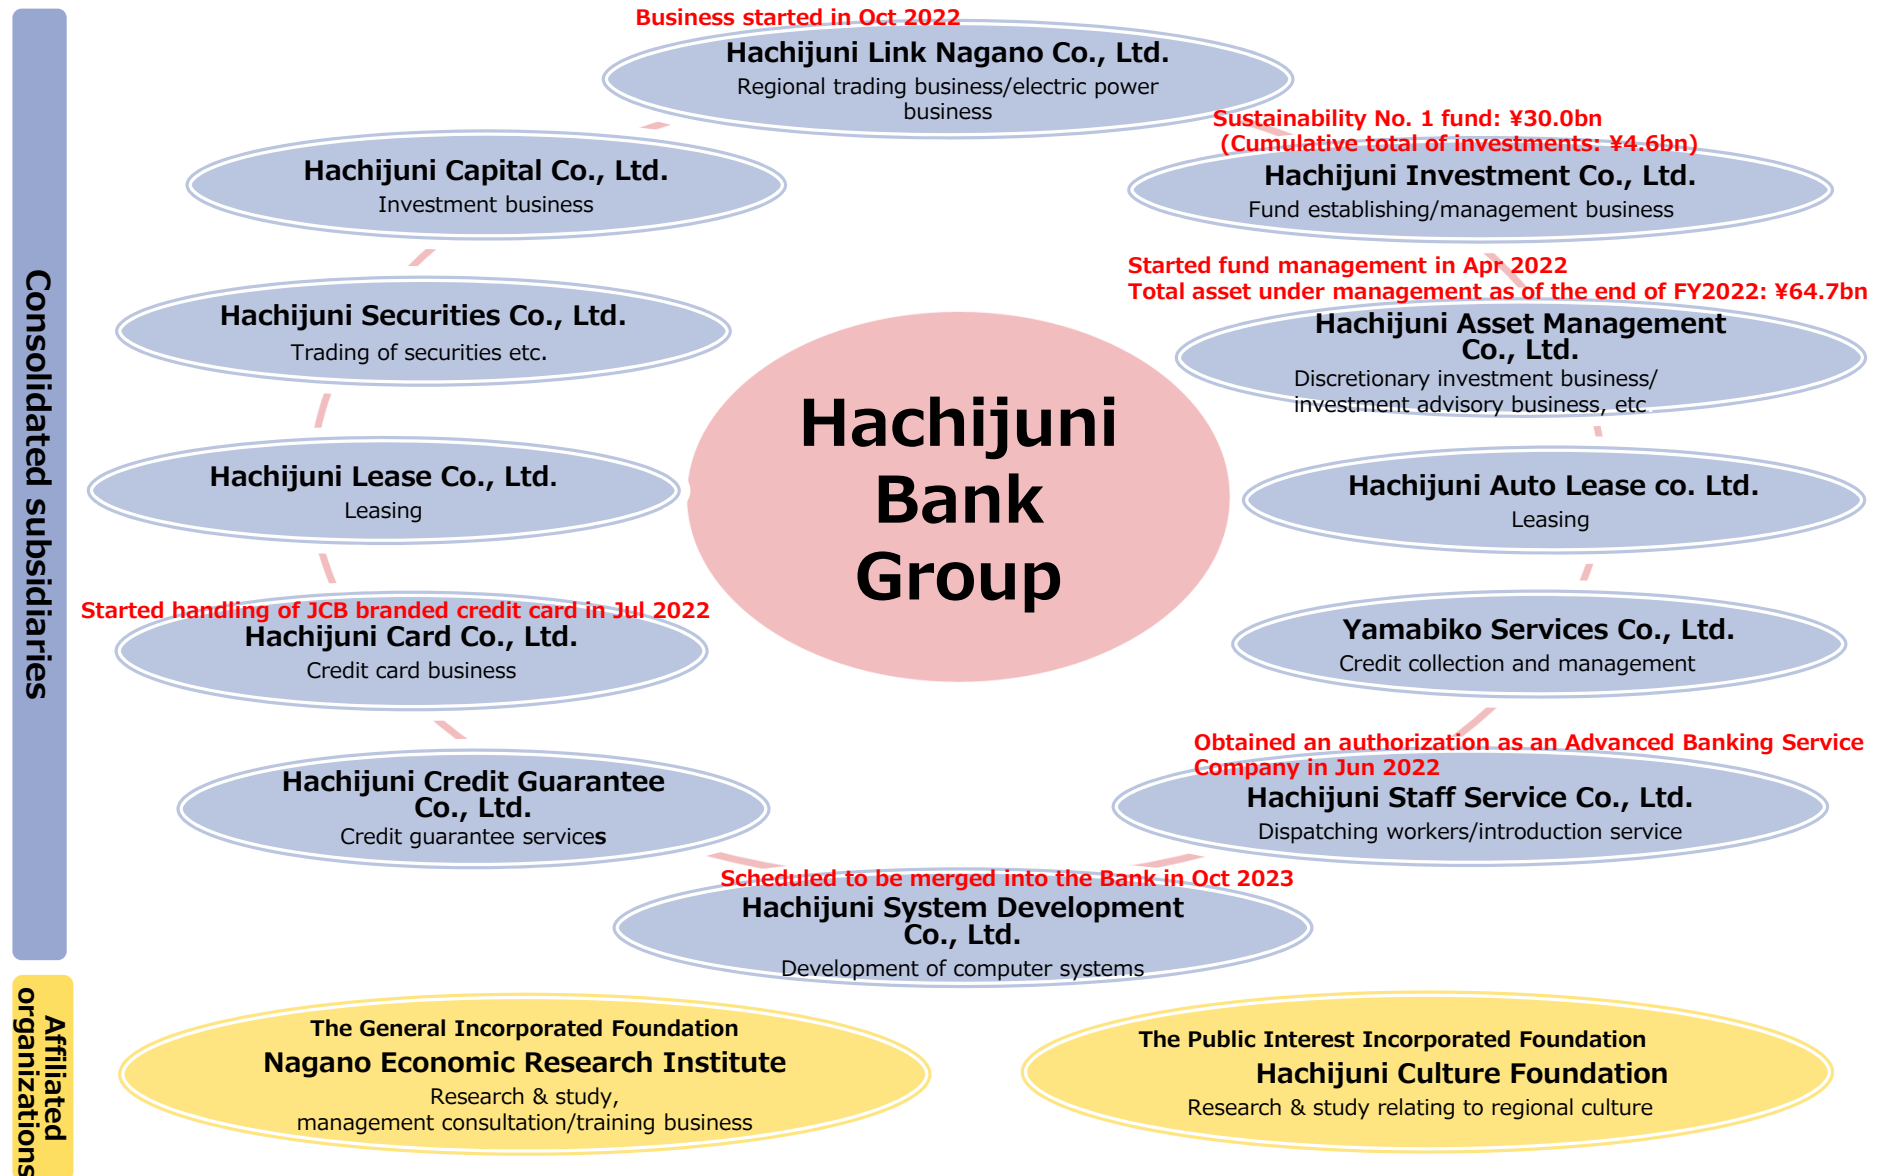 Consolidated subsidiaries
Business started in Oct 2022
Hachijuni Link Nagano Co., Ltd.
Regional trading business/electric power
business
Hachijuni Capital Co., Ltd.
Investment business
Sustainability No. 1 fund: ¥30.0bn
(Cumulative total of investments: ¥4.6bn)
Hachijuni Investment Co., Ltd.
Fund establishing/management business
Hachijuni Securities Co., Ltd.
Trading of securities etc.
Started fund management in Apr 2022
Total asset under management as of the end of FY2022: ¥64.7bn
Hachijuni Asset Management
Co., Ltd.
Discretionary investment business/
investment advisory business, etc
Hachijuni
Bank
Group
Hachijuni Lease Co., Ltd.
Leasing
Hachijuni Auto Lease co. Ltd.
Leasing
Started handling of JCB branded credit card in Jul 2022
Hachijuni Card Co., Ltd.
Credit card business
Yamabiko Services Co., Ltd.
Credit collection and management
Hachijuni Credit Guarantee
Co., Ltd.
Credit guarantee services
Obtained an authorization as an Advanced Banking Service
Company in Jun 2022
Hachijuni Staff Service Co., Ltd.
Dispatching workers/introduction service
Scheduled to be merged into the Bank in Oct 2023
Hachijuni System Development
Co., Ltd.
Development of computer systems
Affiliated
organizations
The General Incorporated Foundation
Nagano Economic Research Institute
Research & study,
management consultation/training business
The Public Interest Incorporated Foundation
Hachijuni Culture Foundation
Research & study relating to regional culture